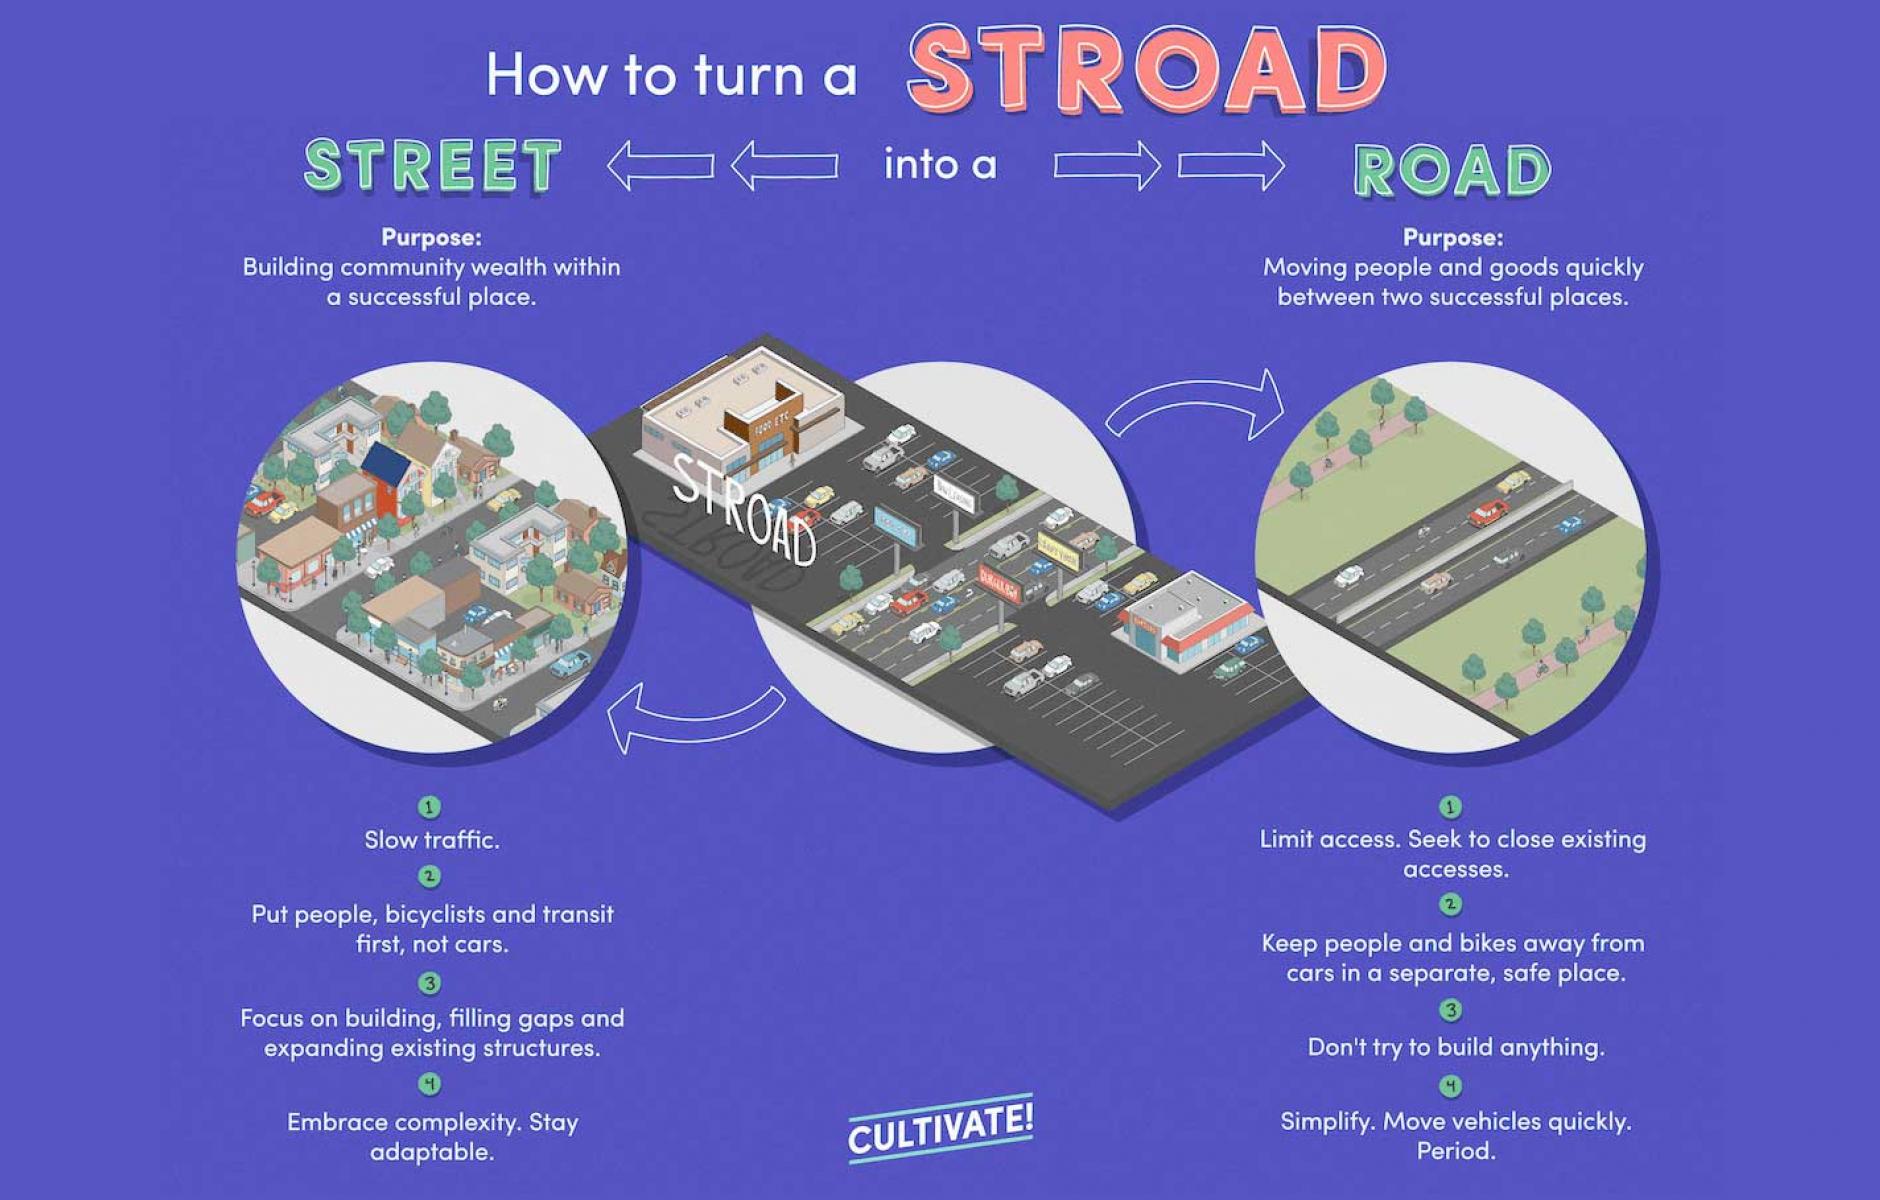 How to turn a STROAD
STREET into a ROAD
Purpose:
Building community wealth within
a successful place.
Purpose:
Moving people and goods quickly
between two successful places.
FOOD ETC
STROAD
1
Slow traffic.
2
Put people, bicyclists and transit
first, not cars.
3
Focus on building, filling gaps and
expanding existing structures.
4
Embrace complexity. Stay
adaptable.
1
Limit access. Seek to close existing
accesses.
2
Keep people and bikes away from
cars in a separate, safe place.
3
Don't try to build anything.
4
Simplify. Move vehicles quickly.
Period.
CULTIVATE!